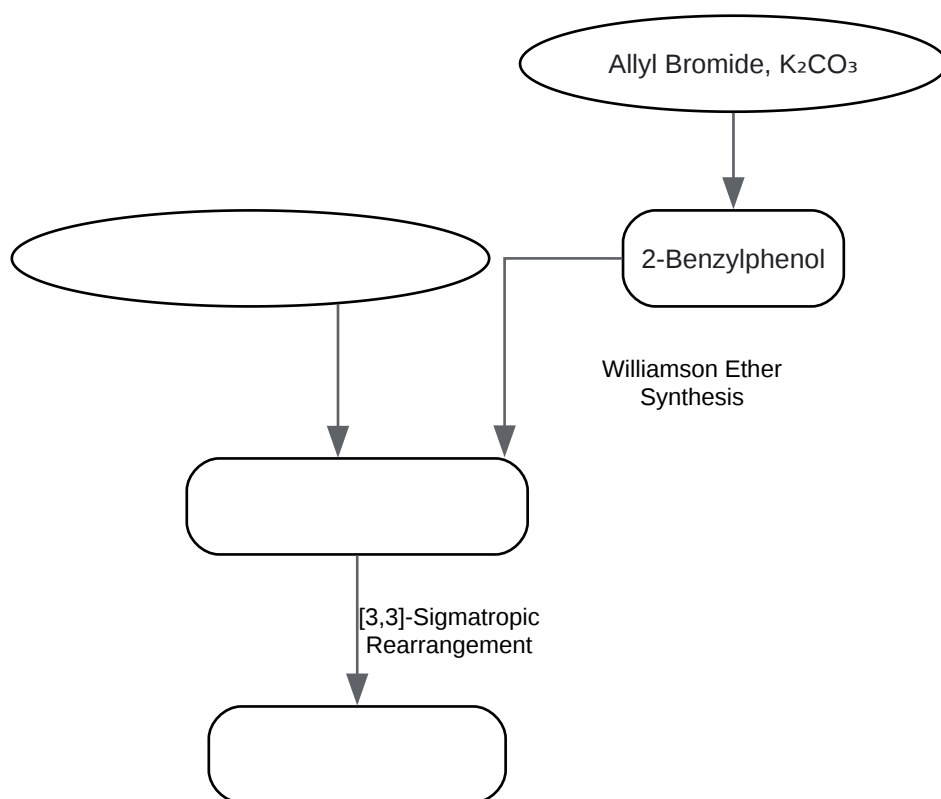 Allyl Bromide, K₂CO₃
2-Benzylphenol
Williamson Ether
Synthesis
[3,3]-Sigmatropic
Rearrangement